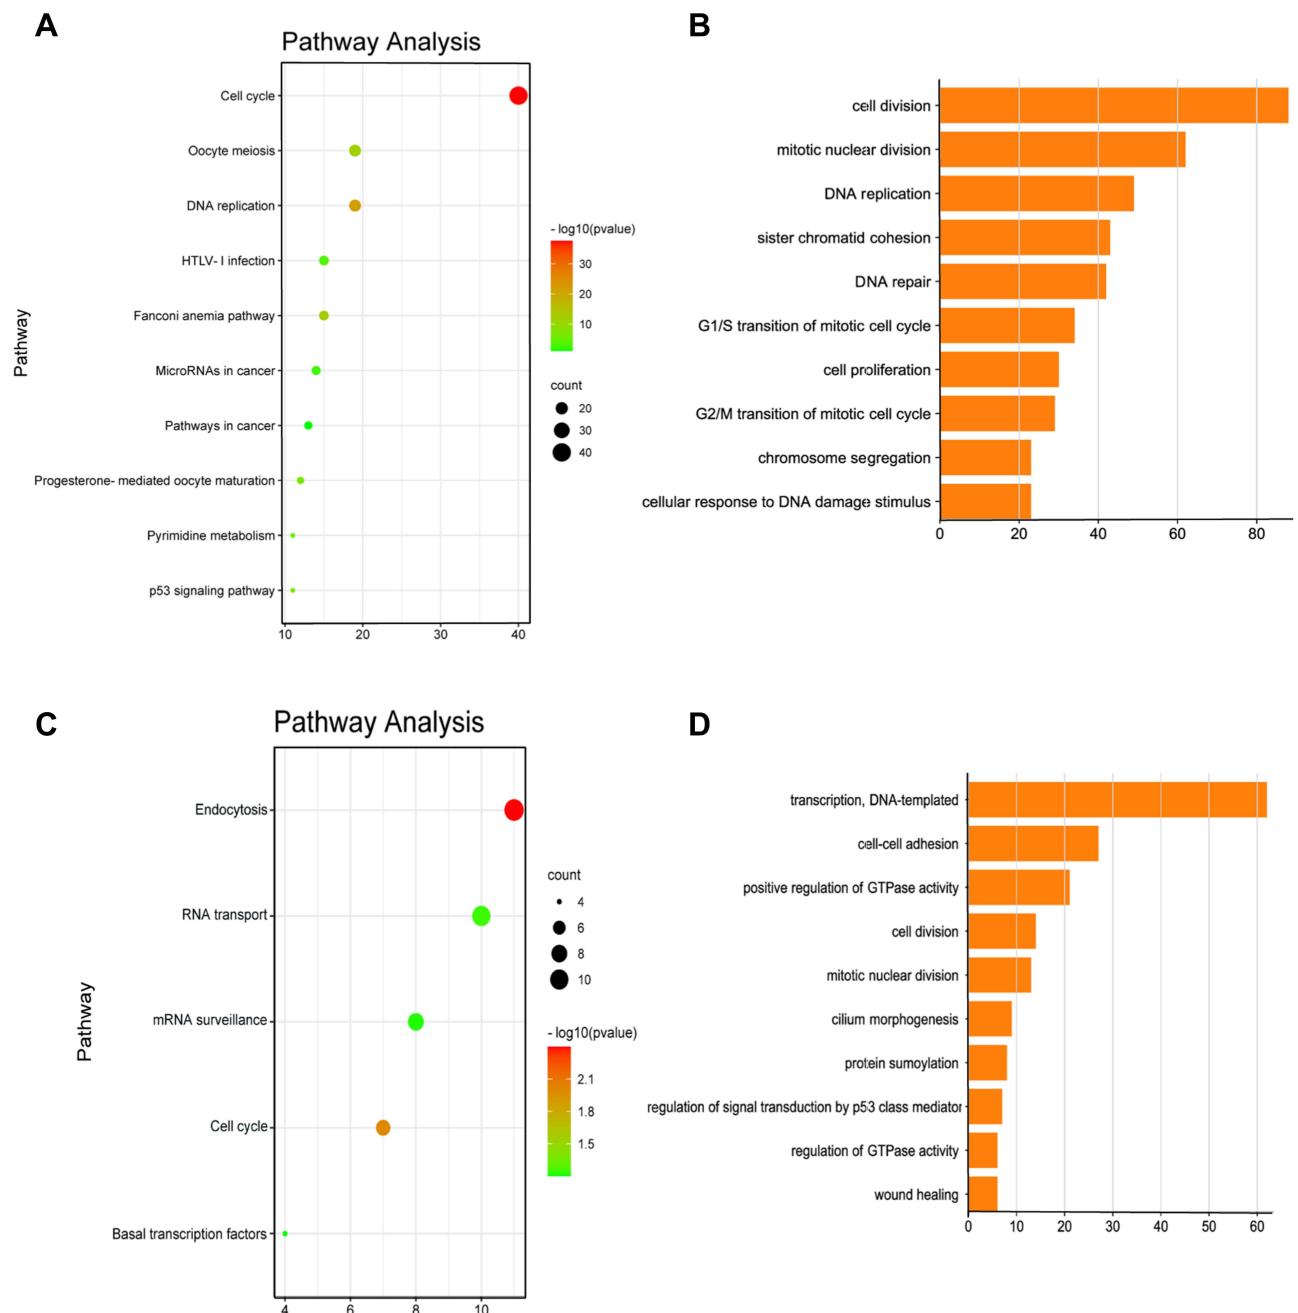 A
Pathway Analysis
Pathway
Cell cycle
Oocyte meiosis
DNA replication
HTLV- I infection
Fanconi anemia pathway
MicroRNAs in cancer
Pathways in cancer
Progesterone- mediated oocyte maturation
Pyrimidine metabolism
p53 signaling pathway
10 20 30 40
- log10(pvalue)
30
20
10
count
20
30
40
B
cell division
mitotic nuclear division
DNA replication
sister chromatid cohesion
DNA repair
G1/S transition of mitotic cell cycle
cell proliferation
G2/M transition of mitotic cell cycle
chromosome segregation
cellular response to DNA damage stimulus
0 20 40 60 80
C
Pathway Analysis
Pathway
Endocytosis
RNA transport
mRNA surveillance
Cell cycle
Basal transcription factors
4 6 8 10
count
4
6
8
10
- log10(pvalue)
2.1
1.8
1.5
D
transcription, DNA-templated
cell-cell adhesion
positive regulation of GTPase activity
cell division
mitotic nuclear division
cilium morphogenesis
protein sumoylation
regulation of signal transduction by p53 class mediator
regulation of GTPase activity
wound healing
0 10 20 30 40 50 60